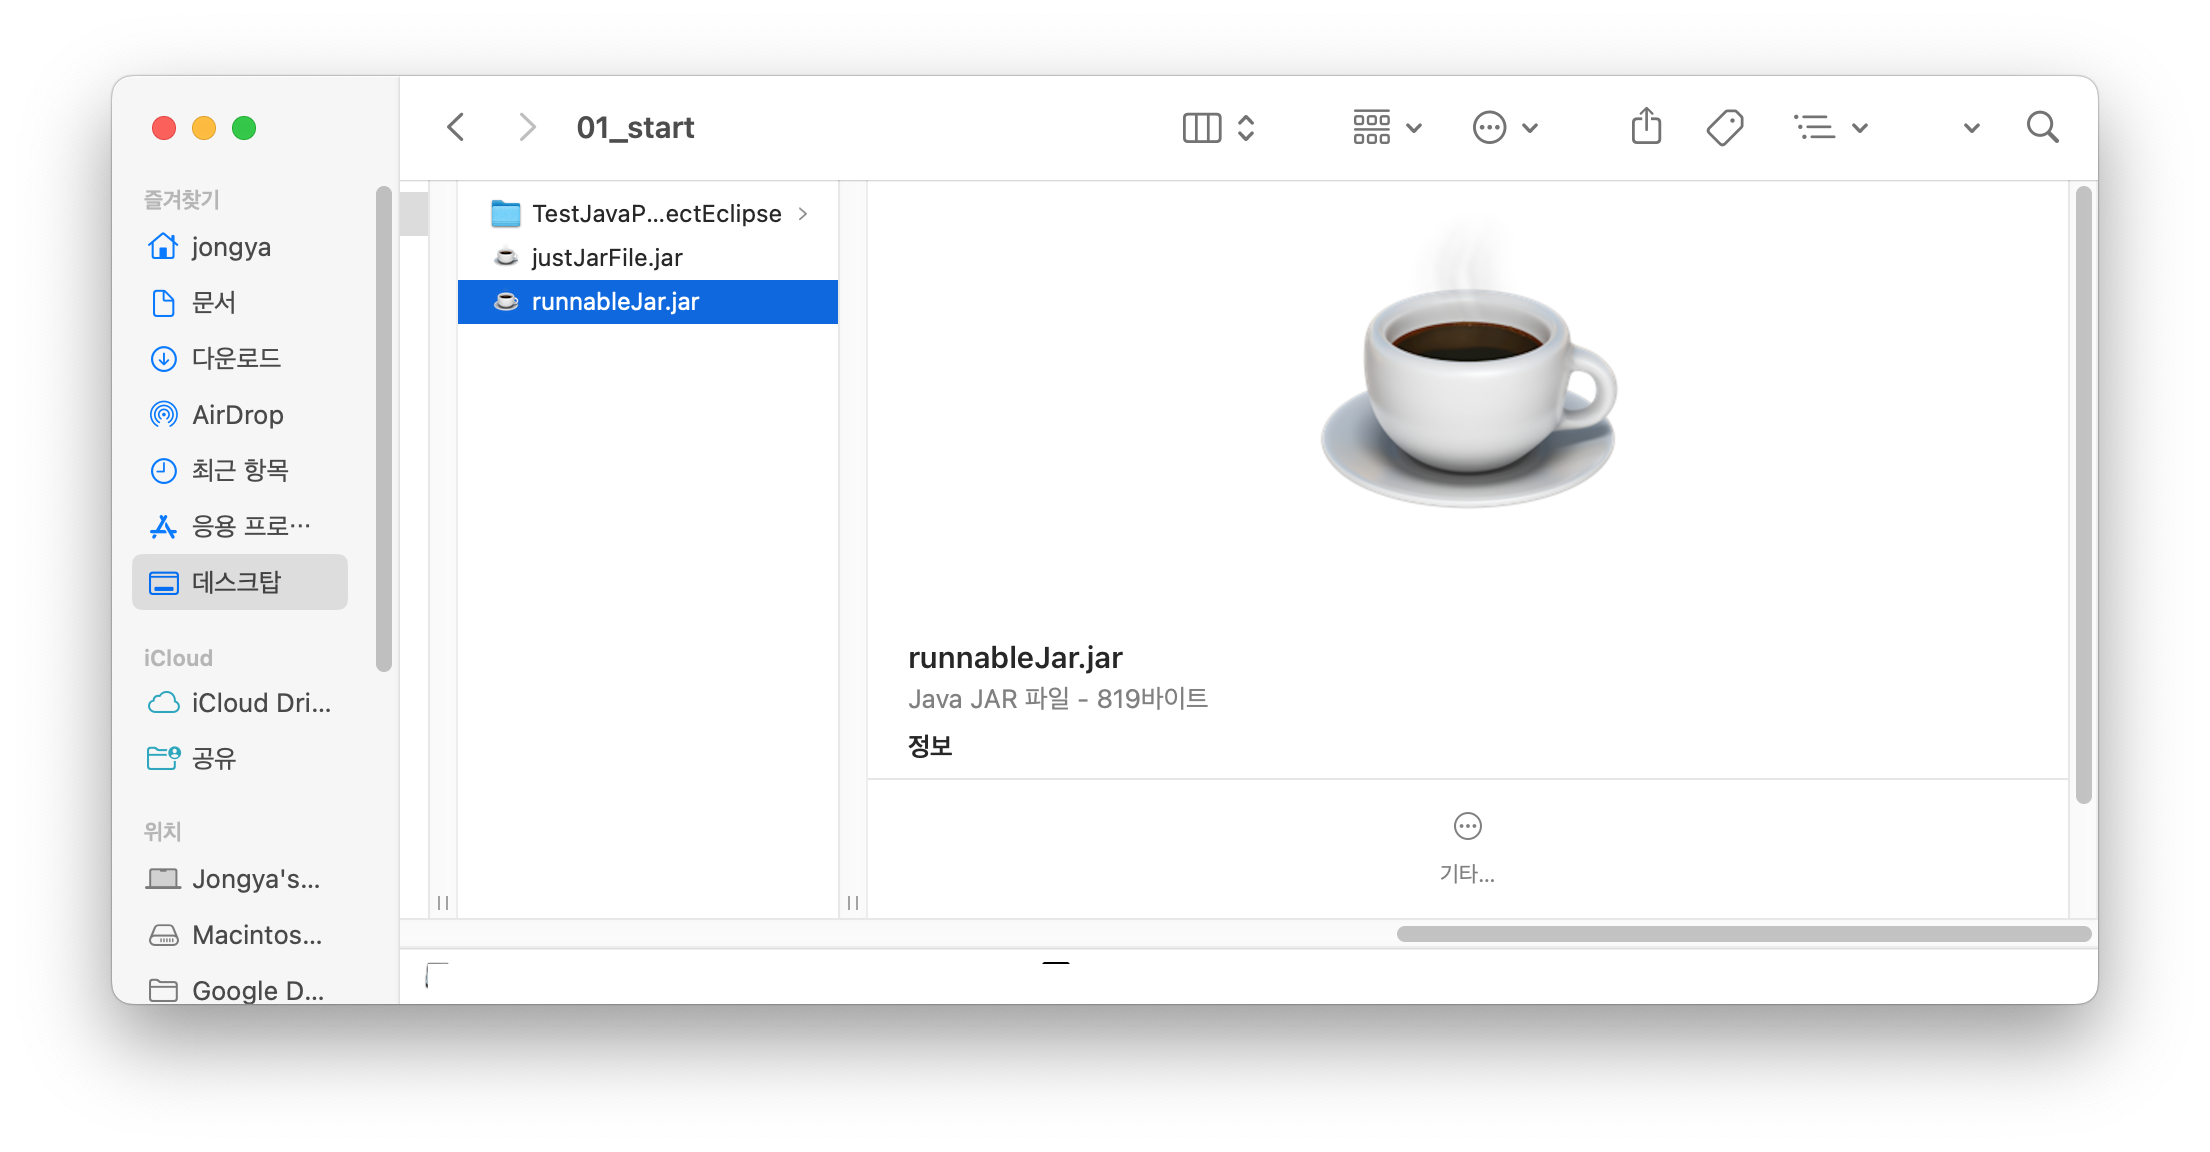 01_start
즐겨찾기
jongya
문서
다운로드
AirDrop
최근 항목
응용 프로…
데스크탑
iCloud
iCloud Dri...
공유
위치
Jongya's...
Macintos...
Google D...
TestJavaP...ectEclipse
justJarFile.jar
runnableJar.jar
runnableJar.jar
Java JAR 파일 - 819바이트
정보
기타...